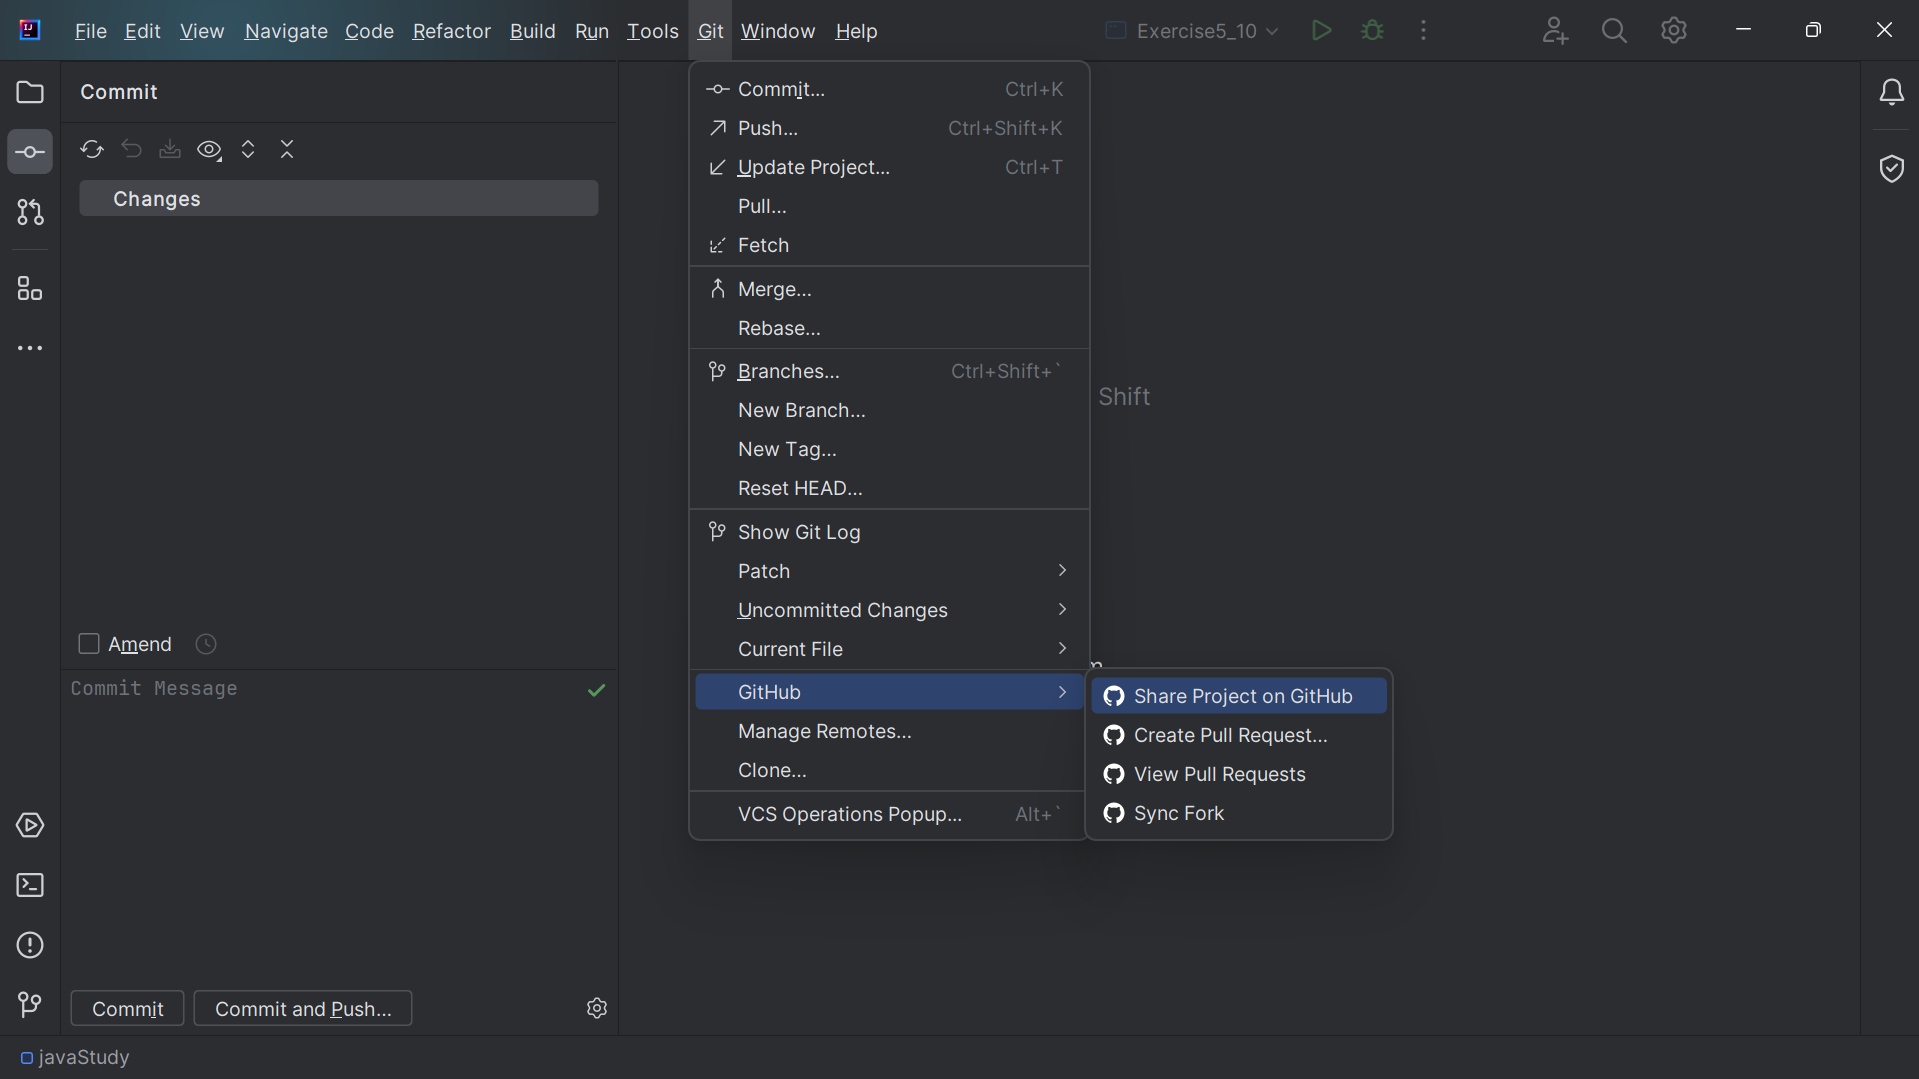 File Edit View Navigate Code Refactor Build Run Tools Git Window Help Exercise5_10
Commit
Changes
Amend
Commit Message
Commit Commit and Push...
javaStudy
Commit... Ctrl+K
Push... Ctrl+Shift+K
Update Project... Ctrl+T
Pull...
Fetch
Merge...
Rebase...
Branches... Ctrl+Shift+`
New Branch...
New Tag...
Reset HEAD...
Show Git Log
Patch
Uncommitted Changes
Current File
GitHub
Manage Remotes...
Clone...
VCS Operations Popup... Alt+`
Share Project on GitHub
Create Pull Request...
View Pull Requests
Sync Fork
Shift